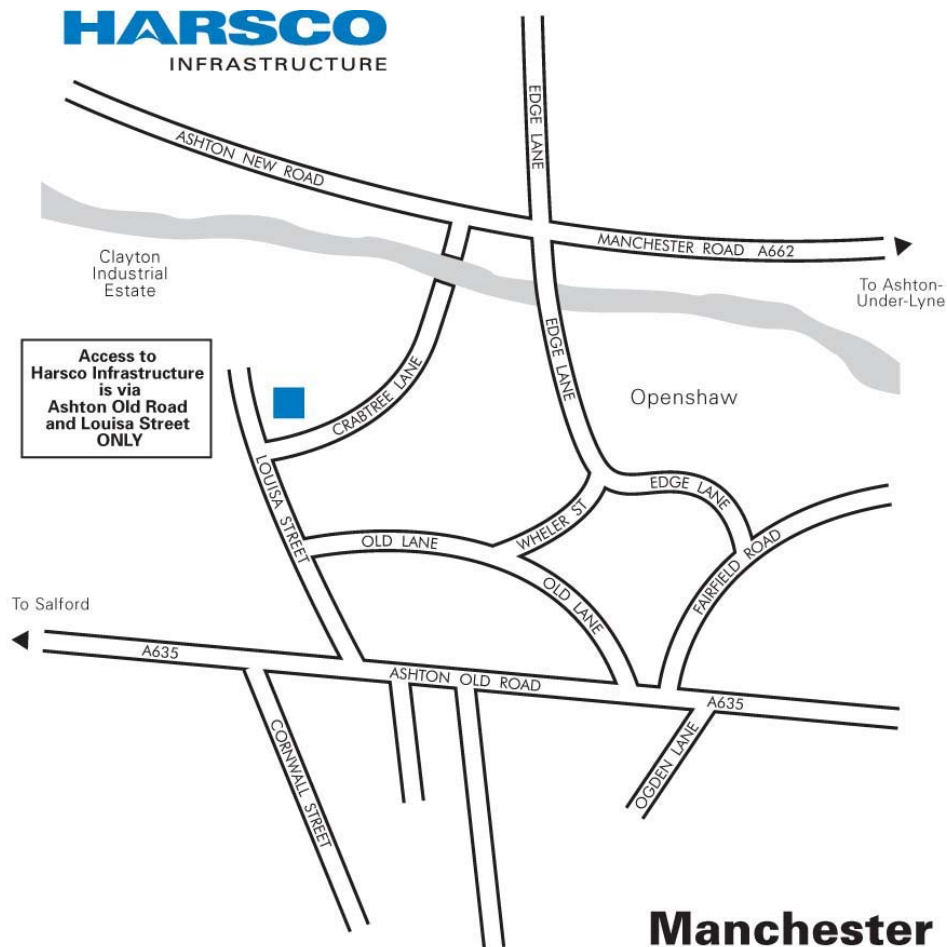 HARSCO
INFRASTRUCTURE
EDGE LANE
ASHTON NEW ROAD
MANCHESTER ROAD A662
Clayton
Industrial
Estate
To Ashton-
Under-Lyne
EDGE LANE
Access to
Harsco Infrastructure
is via
Ashton Old Road
and Louisa Street
ONLY
CRABTREE LANE
Openshaw
LOUISA STREET
EDGE LANE
WHELER ST
OLD LANE
FAIRFIELD ROAD
OLD LANE
To Salford
A635
ASHTON OLD ROAD
A635
OGDEN LANE
CORNWALL STREET
Manchester